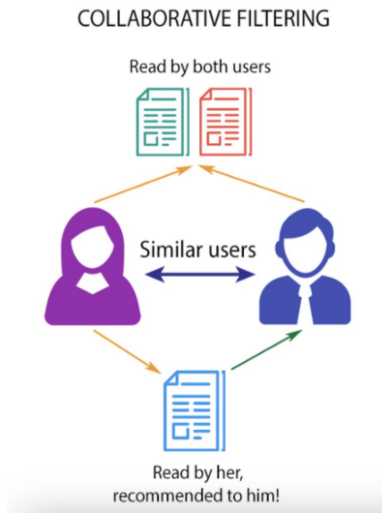 COLLABORATIVE FILTERING
Read by both users
Similar users
Read by her,
recommended to him!